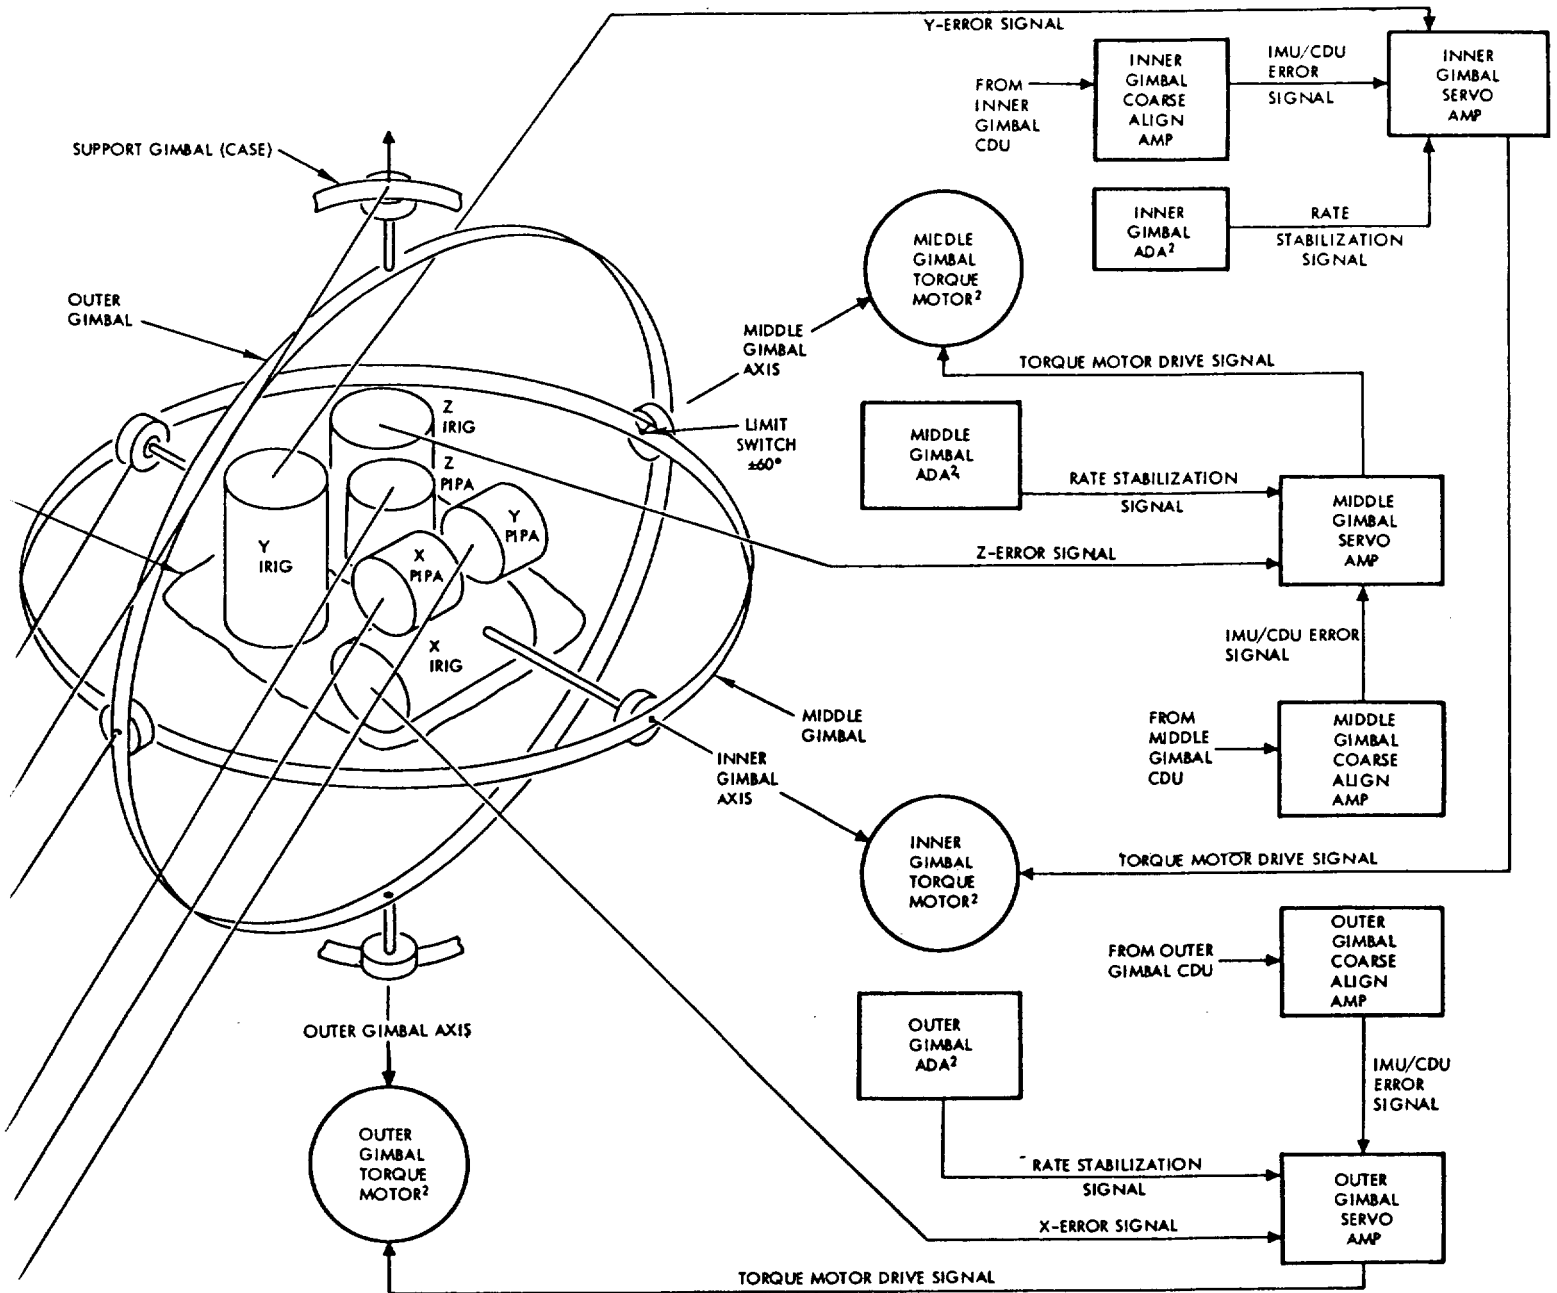 Y-ERROR SIGNAL
FROM
INNER
GIMBAL
CDU
INNER
GIMBAL
COARSE
ALIGN
AMP
IMU/CDU
ERROR
SIGNAL
INNER
GIMBAL
SERVO
AMP
INNER
GIMBAL
ADA²
RATE
STABILIZATION
SIGNAL
SUPPORT GIMBAL (CASE)
OUTER
GIMBAL
MIDDLE
GIMBAL
TORQUE
MOTOR²
MIDDLE
GIMBAL
AXIS
TORQUE MOTOR DRIVE SIGNAL
LIMIT
SWITCH
±60°
MIDDLE
GIMBAL
ADA²
RATE STABILIZATION
SIGNAL
MIDDLE
GIMBAL
SERVO
AMP
Z-ERROR SIGNAL
Z
IRIG
Z
PIPA
Y
PIPA
X
PIPA
Y
IRIG
X
IRIG
IMU/CDU ERROR
SIGNAL
FROM
MIDDLE
GIMBAL
CDU
MIDDLE
GIMBAL
COARSE
ALIGN
AMP
MIDDLE
GIMBAL
INNER
GIMBAL
AXIS
INNER
GIMBAL
TORQUE
MOTOR²
TORQUE MOTOR DRIVE SIGNAL
FROM OUTER
GIMBAL CDU
OUTER
GIMBAL
COARSE
ALIGN
AMP
OUTER GIMBAL AXIS
OUTER
GIMBAL
ADA²
IMU/CDU
ERROR
SIGNAL
OUTER
GIMBAL
TORQUE
MOTOR²
RATE STABILIZATION
SIGNAL
OUTER
GIMBAL
SERVO
AMP
X-ERROR SIGNAL
TORQUE MOTOR DRIVE SIGNAL